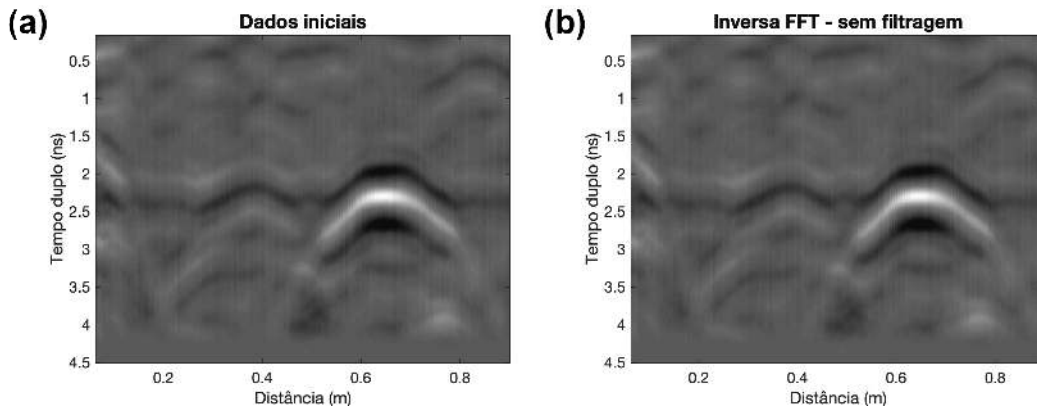 (a) Dados iniciais
Tempo duplo (ns)
0.5
1
1.5
2
2.5
3
3.5
4
4.5
0.2 0.4 0.6 0.8
Distância (m)
(b) Inversa FFT - sem filtragem
Tempo duplo (ns)
0.5
1
1.5
2
2.5
3
3.5
4
4.5
0.2 0.4 0.6 0.8
Distância (m)